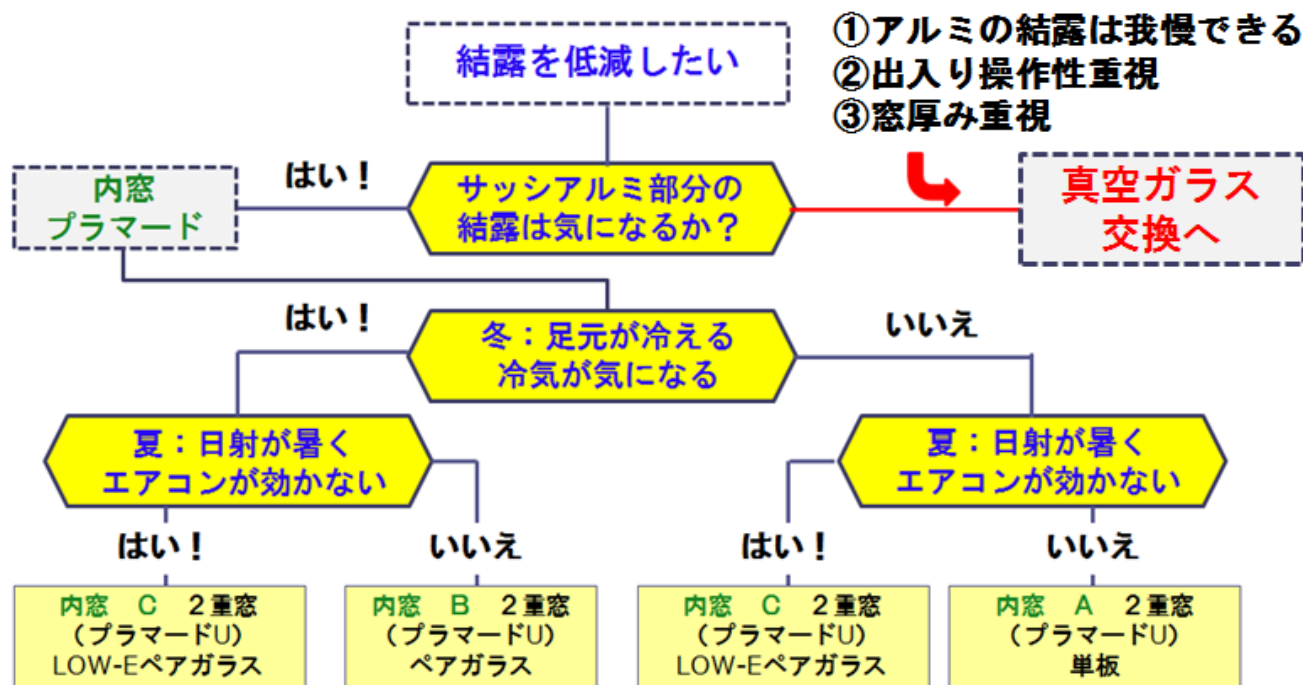 結露を低減したい
①アルミの結露は我慢できる
②出入り操作性重視
③窓厚み重視
はい！
内窓
プラマード
サッシアルミ部分の
結露は気になるか？
真空ガラス
交換へ
はい！
冬：足元が冷える
冷気が気になる
いいえ
夏：日射が暑く
エアコンが効かない
夏：日射が暑く
エアコンが効かない
はい！
いいえ
はい！
いいえ
内窓　C　２重窓
（プラマードU）
LOW-Eペアガラス
内窓　B　２重窓
（プラマードU）
ペアガラス
内窓　C　２重窓
（プラマードU）
LOW-Eペアガラス
内窓　A　２重窓
（プラマードU）
単板